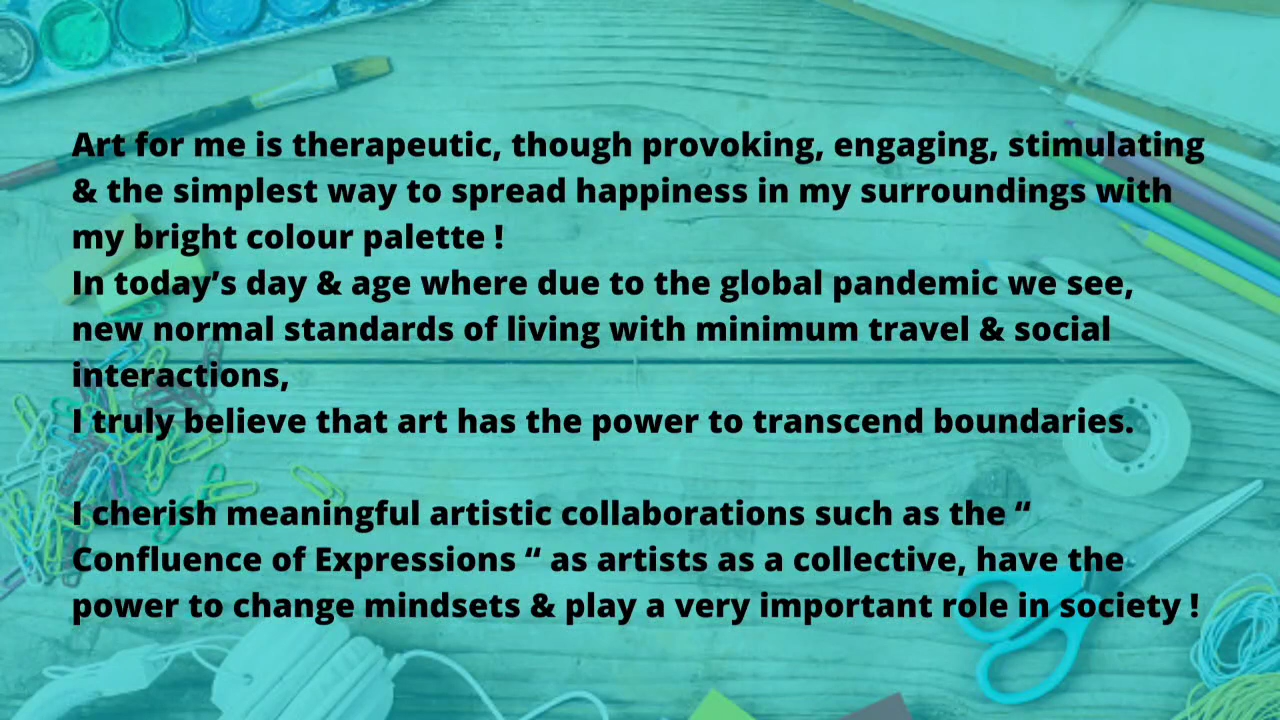 Art for me is therapeutic, though provoking, engaging, stimulating
& the simplest way to spread happiness in my surroundings with
my bright colour palette !
In today’s day & age where due to the global pandemic we see,
new normal standards of living with minimum travel & social
interactions,
I truly believe that art has the power to transcend boundaries.
I cherish meaningful artistic collaborations such as the “
Confluence of Expressions “ as artists as a collective, have the
power to change mindsets & play a very important role in society !